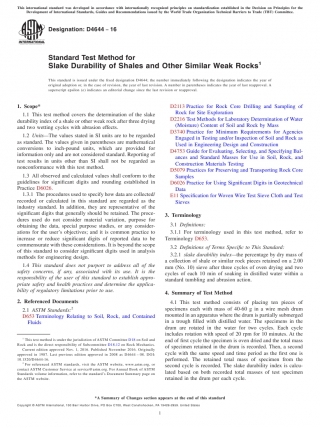 This international standard was developed in accordance with internationally recognized principles on standardization established in the Decision on Principles for the
Development of International Standards, Guides and Recommendations issued by the World Trade Organization Technical Barriers to Trade (TBT) Committee.
Designation: D4644 − 16
Standard Test Method for
Slake Durability of Shales and Other Similar Weak Rocks1
This standard is issued under the fixed designation D4644; the number immediately following the designation indicates the year of
original adoption or, in the case of revision, the year of last revision. A number in parentheses indicates the year of last reapproval. A
superscript epsilon (ε) indicates an editorial change since the last revision or reapproval.
1. Scope*
1.1 This test method covers the determination of the slake
durability index of a shale or other weak rock after three drying
and two wetting cycles with abrasion effects.
1.2 Units—The values stated in SI units are to be regarded
as standard. The values given in parentheses are mathematical
conversions to inch-pound units, which are provided for
information only and are not considered standard. Reporting of
test results in units other than SI shall not be regarded as
nonconformance with this test method.
1.3 All observed and calculated values shall conform to the
guidelines for significant digits and rounding established in
Practice D6026.
1.3.1 The procedures used to specify how data are collected/
recorded or calculated in this standard are regarded as the
industry standard. In addition, they are representative of the
significant digits that generally should be retained. The proce-
dures used do not consider material variation, purpose for
obtaining the data, special purpose studies, or any consider-
ations for the user's objectives; and it is common practice to
increase or reduce significant digits of reported data to be
commensurate with these considerations. It is beyond the scope
of this standard to consider significant digits used in analysis
methods for engineering design.
1.4 This standard does not purport to address all of the
safety concerns, if any, associated with its use. It is the
responsibility of the user of this standard to establish appro-
priate safety and health practices and determine the applica-
bility of regulatory limitations prior to use.
2. Referenced Documents
2.1 ASTM Standards:2
D653 Terminology Relating to Soil, Rock, and Contained
Fluids
1 This test method is under the jurisdiction of ASTM Committee D18 on Soil and
Rock and is the direct responsibility of Subcommittee D18.12 on Rock Mechanics.
Current edition approved Nov. 1, 2016. Published November 2016. Originally
approved in 1987. Last previous edition approved in 2008 as D4644 – 08. DOI:
10.1520/D4644-16.
2 For referenced ASTM standards, visit the ASTM website, www.astm.org, or
contact ASTM Customer Service at service@astm.org. For Annual Book of ASTM
Standards volume information, refer to the standard's Document Summary page on
the ASTM website.
D2113 Practice for Rock Core Drilling and Sampling of
Rock for Site Exploration
D2216 Test Methods for Laboratory Determination of Water
(Moisture) Content of Soil and Rock by Mass
D3740 Practice for Minimum Requirements for Agencies
Engaged in Testing and/or Inspection of Soil and Rock as
Used in Engineering Design and Construction
D4753 Guide for Evaluating, Selecting, and Specifying Bal-
ances and Standard Masses for Use in Soil, Rock, and
Construction Materials Testing
D5079 Practices for Preserving and Transporting Rock Core
Samples
D6026 Practice for Using Significant Digits in Geotechnical
Data
E11 Specification for Woven Wire Test Sieve Cloth and Test
Sieves
3. Terminology
3.1 Definitions:
3.1.1 For terminology used in this test method, refer to
Terminology D653.
3.2 Definitions of Terms Specific to This Standard:
3.2.1 slake durability index—the percentage by dry mass of
a collection of shale or similar rock pieces retained on a 2.00
mm (No. 10) sieve after three cycles of oven drying and two
cycles of each 10 min of soaking in distilled water within a
standard tumbling and abrasion action.
4. Summary of Test Method
4.1 This test method consists of placing ten pieces of
specimens each with mass of 40-60 g in a wire mesh drum
mounted in an apparatus where the drum is partially submerged
in a trough filled with distilled water. The specimens in the
drum are rotated in the water for two cycles. Each cycle
includes rotation with speed of 20 rpm for 10 minutes. At the
end of first cycle the specimen is oven dried and the total mass
of specimen retained in the drum is recorded. Then, a second
cycle with the same speed and time period as the first one is
performed. The retained total mass of specimen from the
second cycle is recorded. The slake durability index is calcu-
lated based on both recorded total masses of test specimen
retained in the drum per each cycle.
*A Summary of Changes section appears at the end of this standard
Copyright © ASTM International, 100 Barr Harbor Drive, PO Box C700, West Conshohocken, PA 19428-2959. United States
1